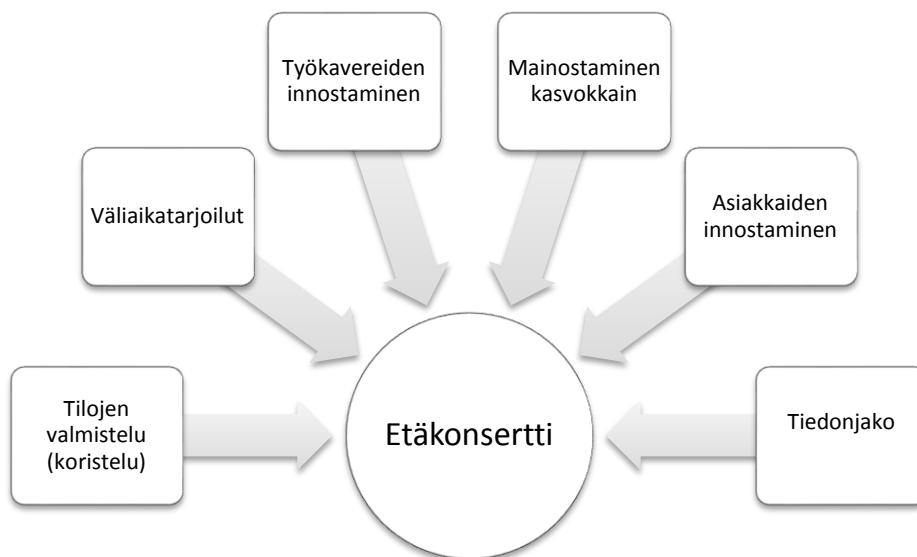 Työkavereiden
innostaminen
Mainostaminen
kasvokkain
Väliaikatarjoilut
Asiakkaiden
innostaminen
Tilojen
valmistelu
(koristelu)
Etäkonsertti
Tiedonjako